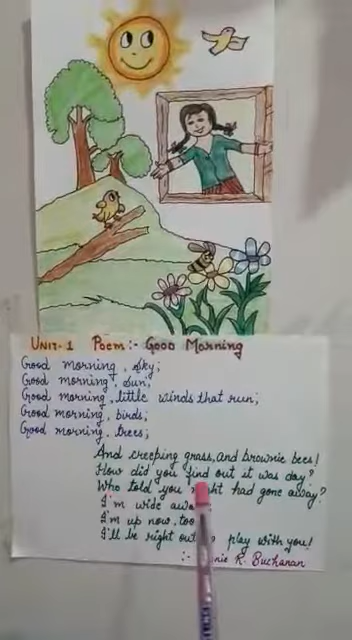 Unit-1 Poem:- Good Morning
Good morning, Sky;
Good morning, Sun;
Good morning, little winds that run;
Good morning, birds;
Good morning, trees;
And creeping grass, and brownie bees!
How did you find out it was day?
Who told you night had gone away?
I'm wide
I'm up now, too
I'll be right play with you!
:- R. Buchanan